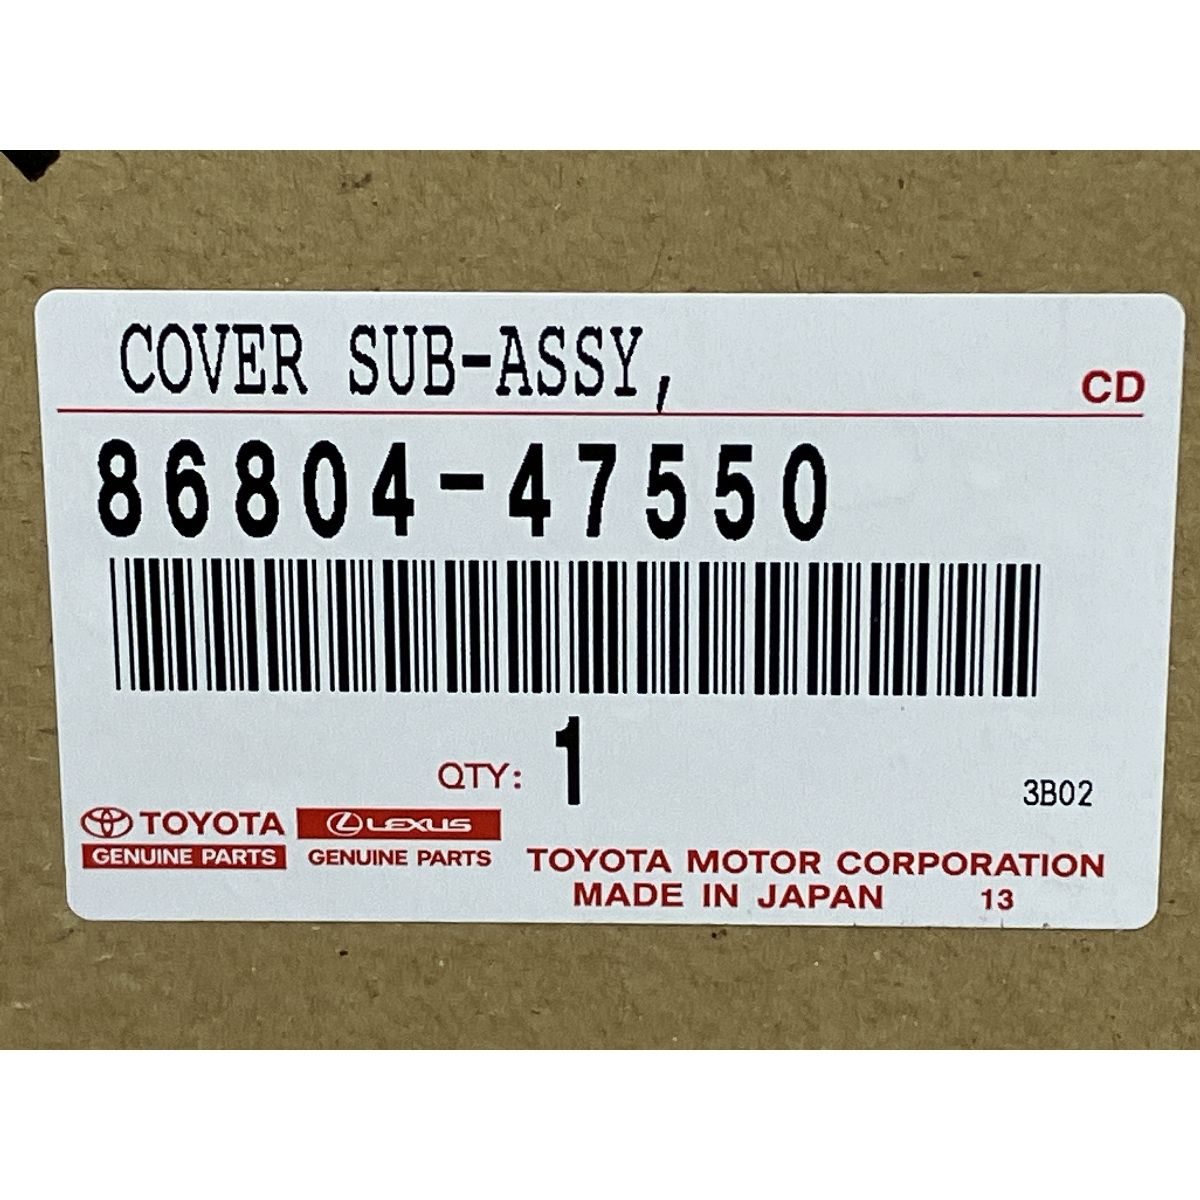 COVER SUB-ASSY,
CD
86804-47550
QTY: 1
3B02
TOYOTA
GENUINE PARTS
LEXUS
GENUINE PARTS
TOYOTA MOTOR CORPORATION
MADE IN JAPAN 13